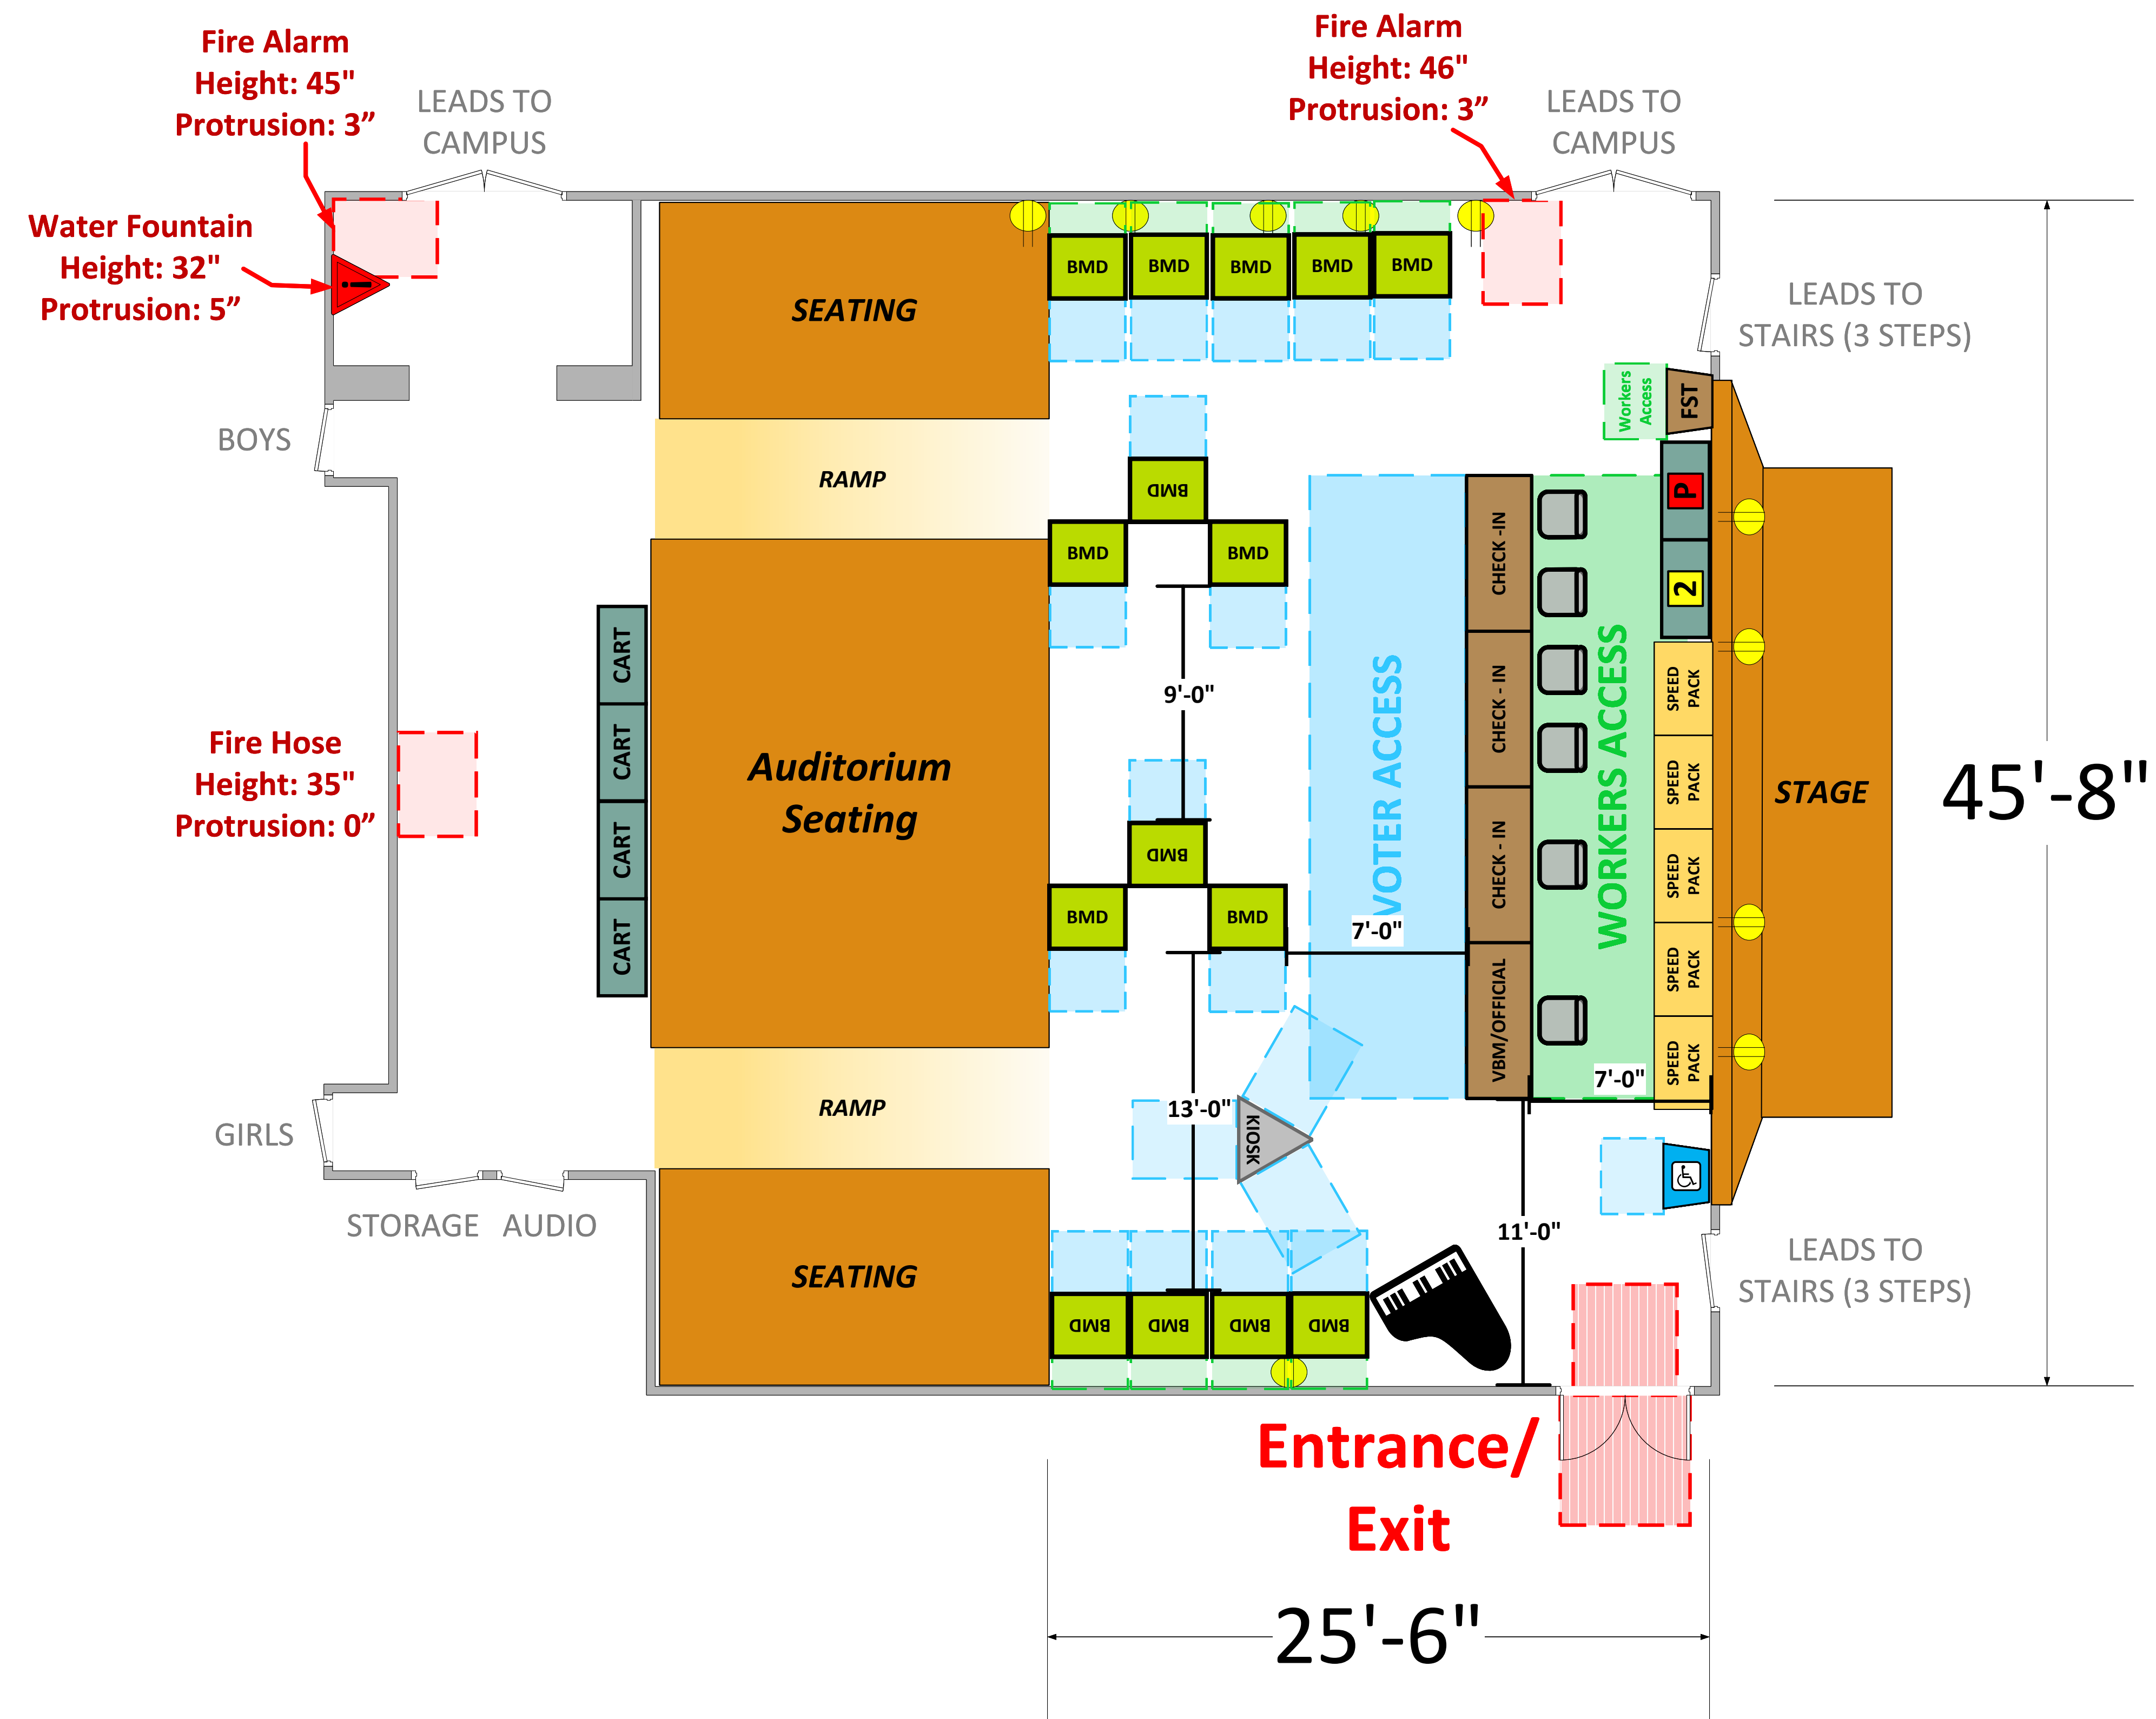 Fire Alarm
Height: 45"
Protrusion: 3”
LEADS TO
CAMPUS
Fire Alarm
Height: 46"
Protrusion: 3”
LEADS TO
CAMPUS
Water Fountain
Height: 32"
Protrusion: 5”
!
SEATING
BMD
BMD
BMD
BMD
BMD
LEADS TO
STAIRS (3 STEPS)
Workers
Access
FST
BOYS
RAMP
BMD
BMD
BMD
CHECK -IN
P
2
CART
CART
CART
CART
9'-0"
CHECK - IN
SPEED
PACK
Fire Hose
Height: 35"
Protrusion: 0”
Auditorium
Seating
VOTER ACCESS
WORKERS ACCESS
SPEED
PACK
STAGE
45'-8"
BMD
BMD
BMD
CHECK - IN
SPEED
PACK
7'-0"
SPEED
PACK
VBM/OFFICIAL
SPEED
PACK
7'-0"
RAMP
13'-0"
KIOSK
GIRLS
STORAGE
AUDIO
11'-0"
LEADS TO
STAIRS (3 STEPS)
SEATING
BMD
BMD
BMD
BMD
Entrance/
Exit
25'-6"